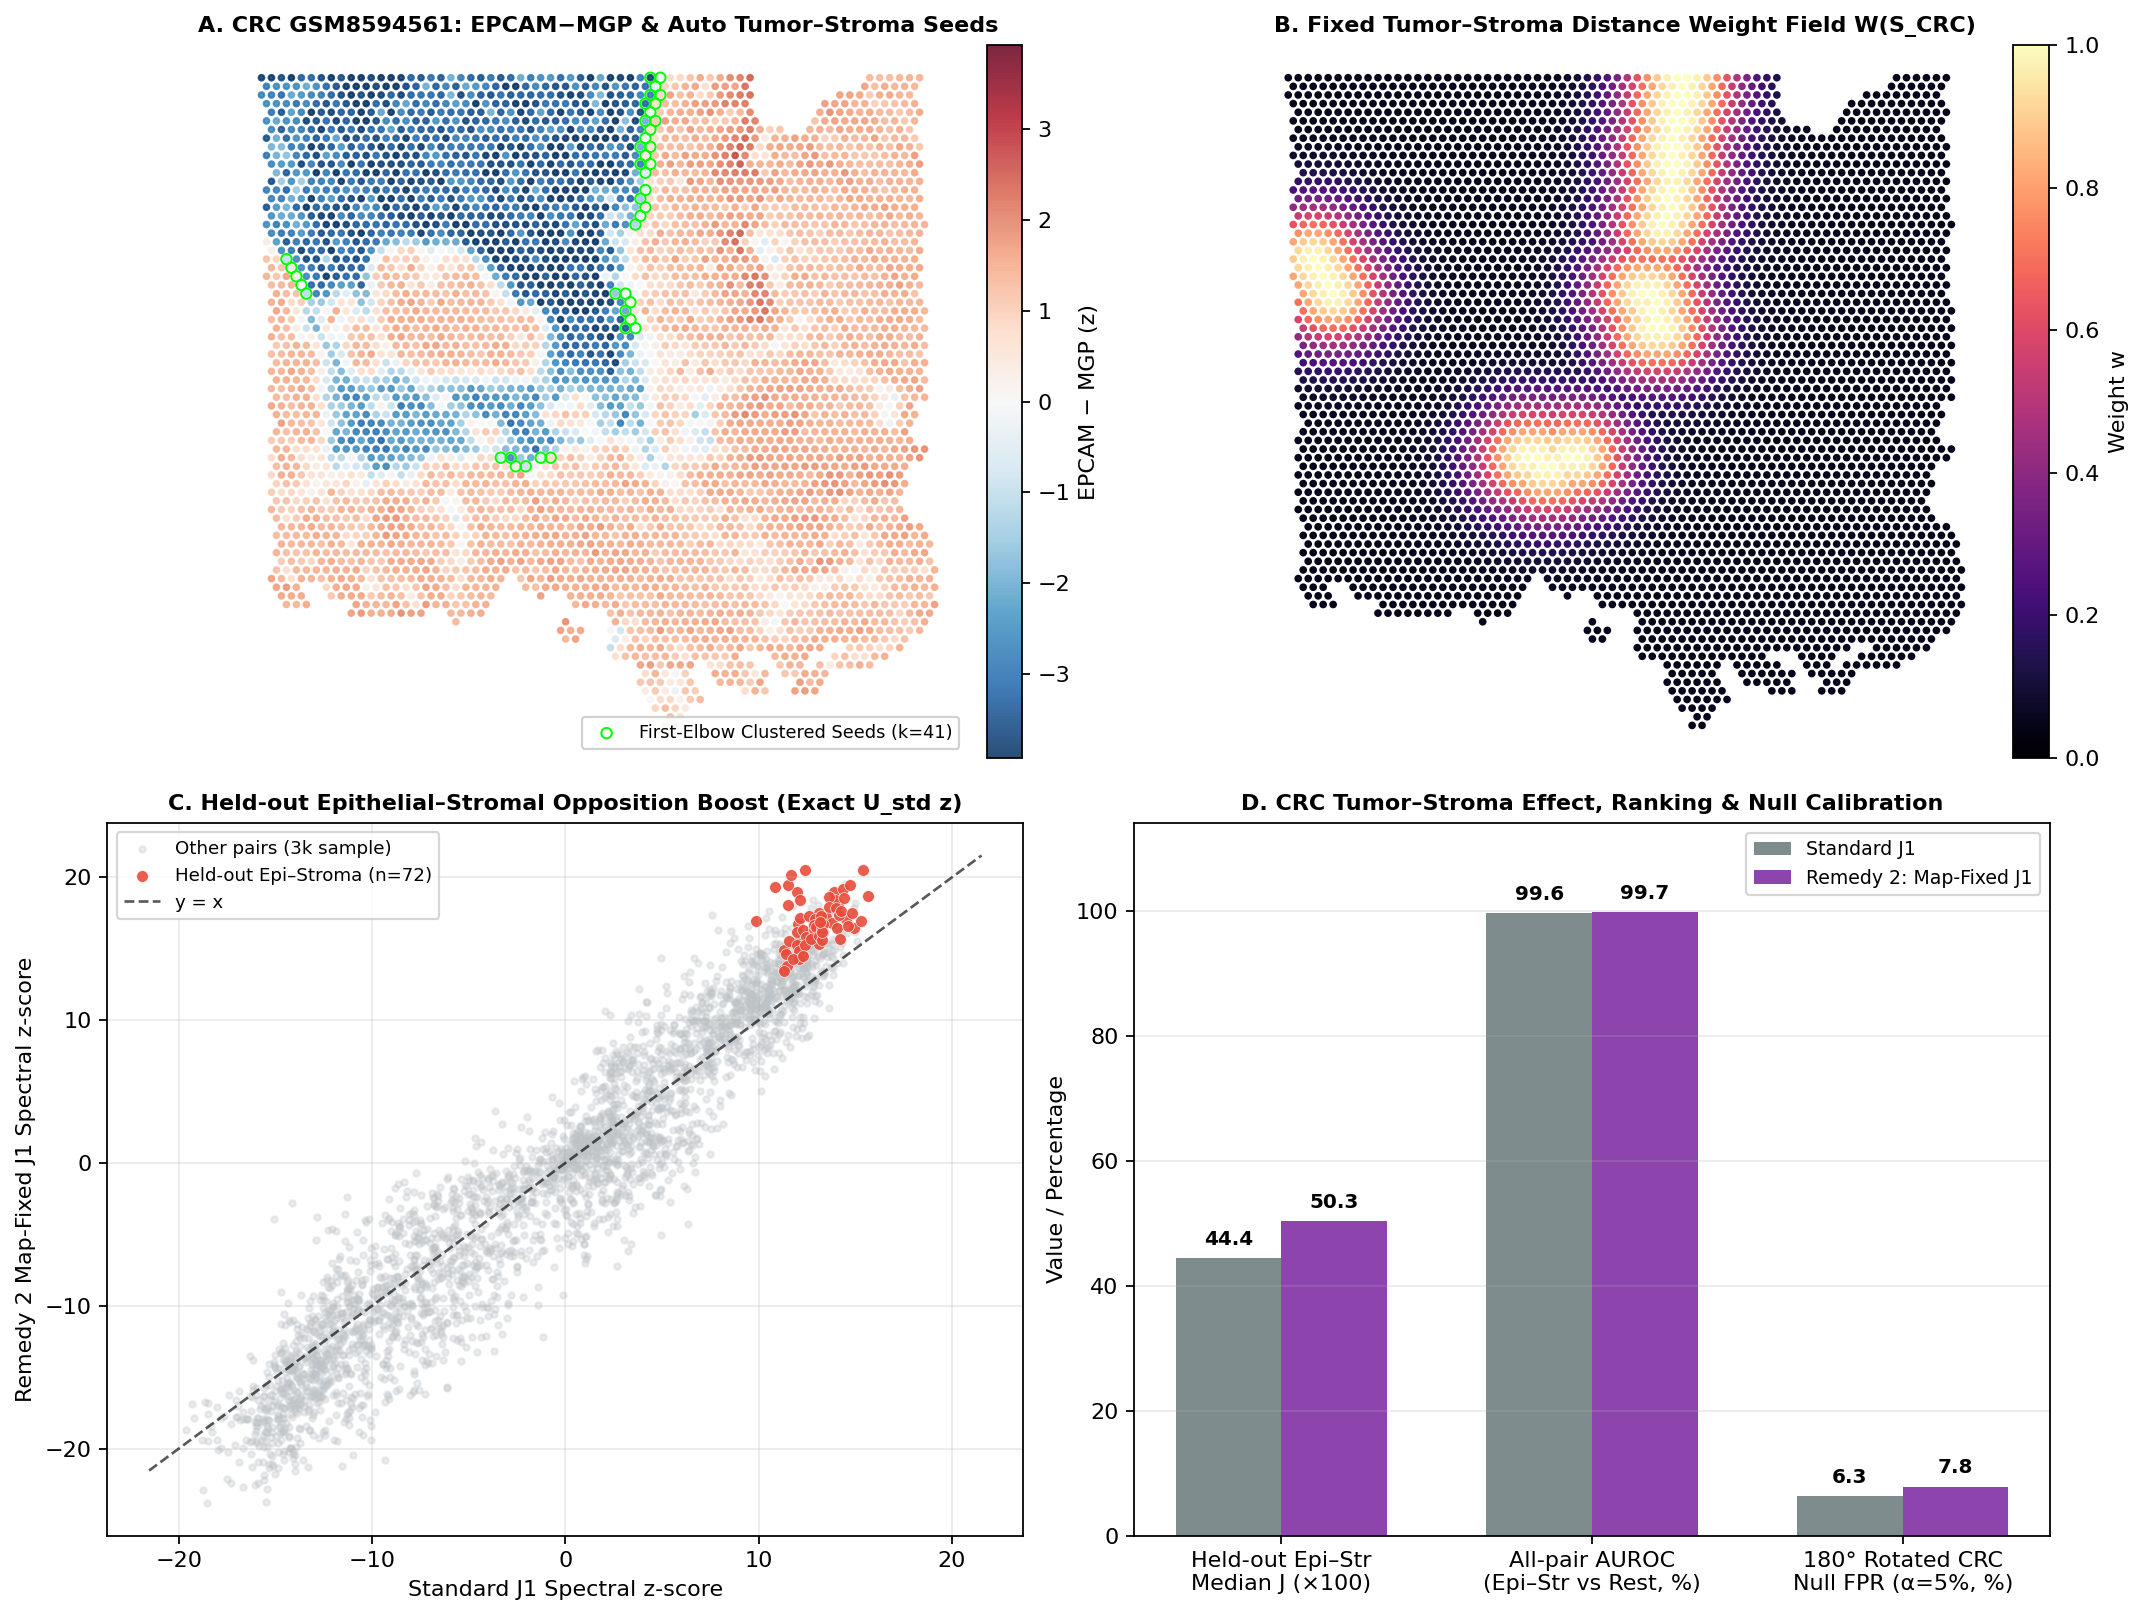 A. CRC GSM8594561: EPCAM−MGP & Auto Tumor–Stroma Seeds
3
2
1
0
−1
−2
−3
EPCAM − MGP (z)
First-Elbow Clustered Seeds (k=41)
B. Fixed Tumor–Stroma Distance Weight Field W(S_CRC)
1.0
0.8
0.6
0.4
0.2
0.0
Weight w
C. Held-out Epithelial–Stromal Opposition Boost (Exact U_std z)
Other pairs (3k sample)
Held-out Epi–Stroma (n=72)
y = x
20
10
0
−10
−20
Remedy 2 Map-Fixed J1 Spectral z-score
−20
−10
0
10
20
Standard J1 Spectral z-score
D. CRC Tumor–Stroma Effect, Ranking & Null Calibration
Standard J1
Remedy 2: Map-Fixed J1
100
80
60
40
20
0
Value / Percentage
44.4
50.3
99.6
99.7
6.3
7.8
Held-out Epi–Str
Median J (×100)
All-pair AUROC
(Epi–Str vs Rest, %)
180° Rotated CRC
Null FPR (α=5%, %)